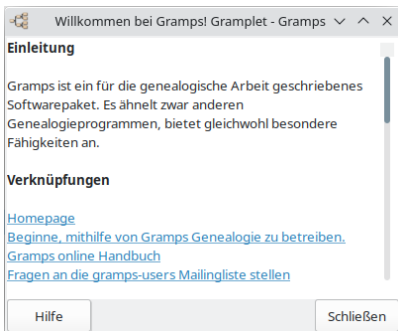 Willkommen bei Gramps! Gramplet - Gramps
Einleitung
Gramps ist ein für die genealogische Arbeit geschriebenes
Softwarepaket. Es ähnelt zwar anderen
Genealogieprogrammen, bietet gleichwohl besondere
Fähigkeiten an.
Verknüpfungen
Homepage
Beginne, mithilfe von Gramps Genealogie zu betreiben.
Gramps online Handbuch
Fragen an die gramps-users Mailingliste stellen
Hilfe
Schließen